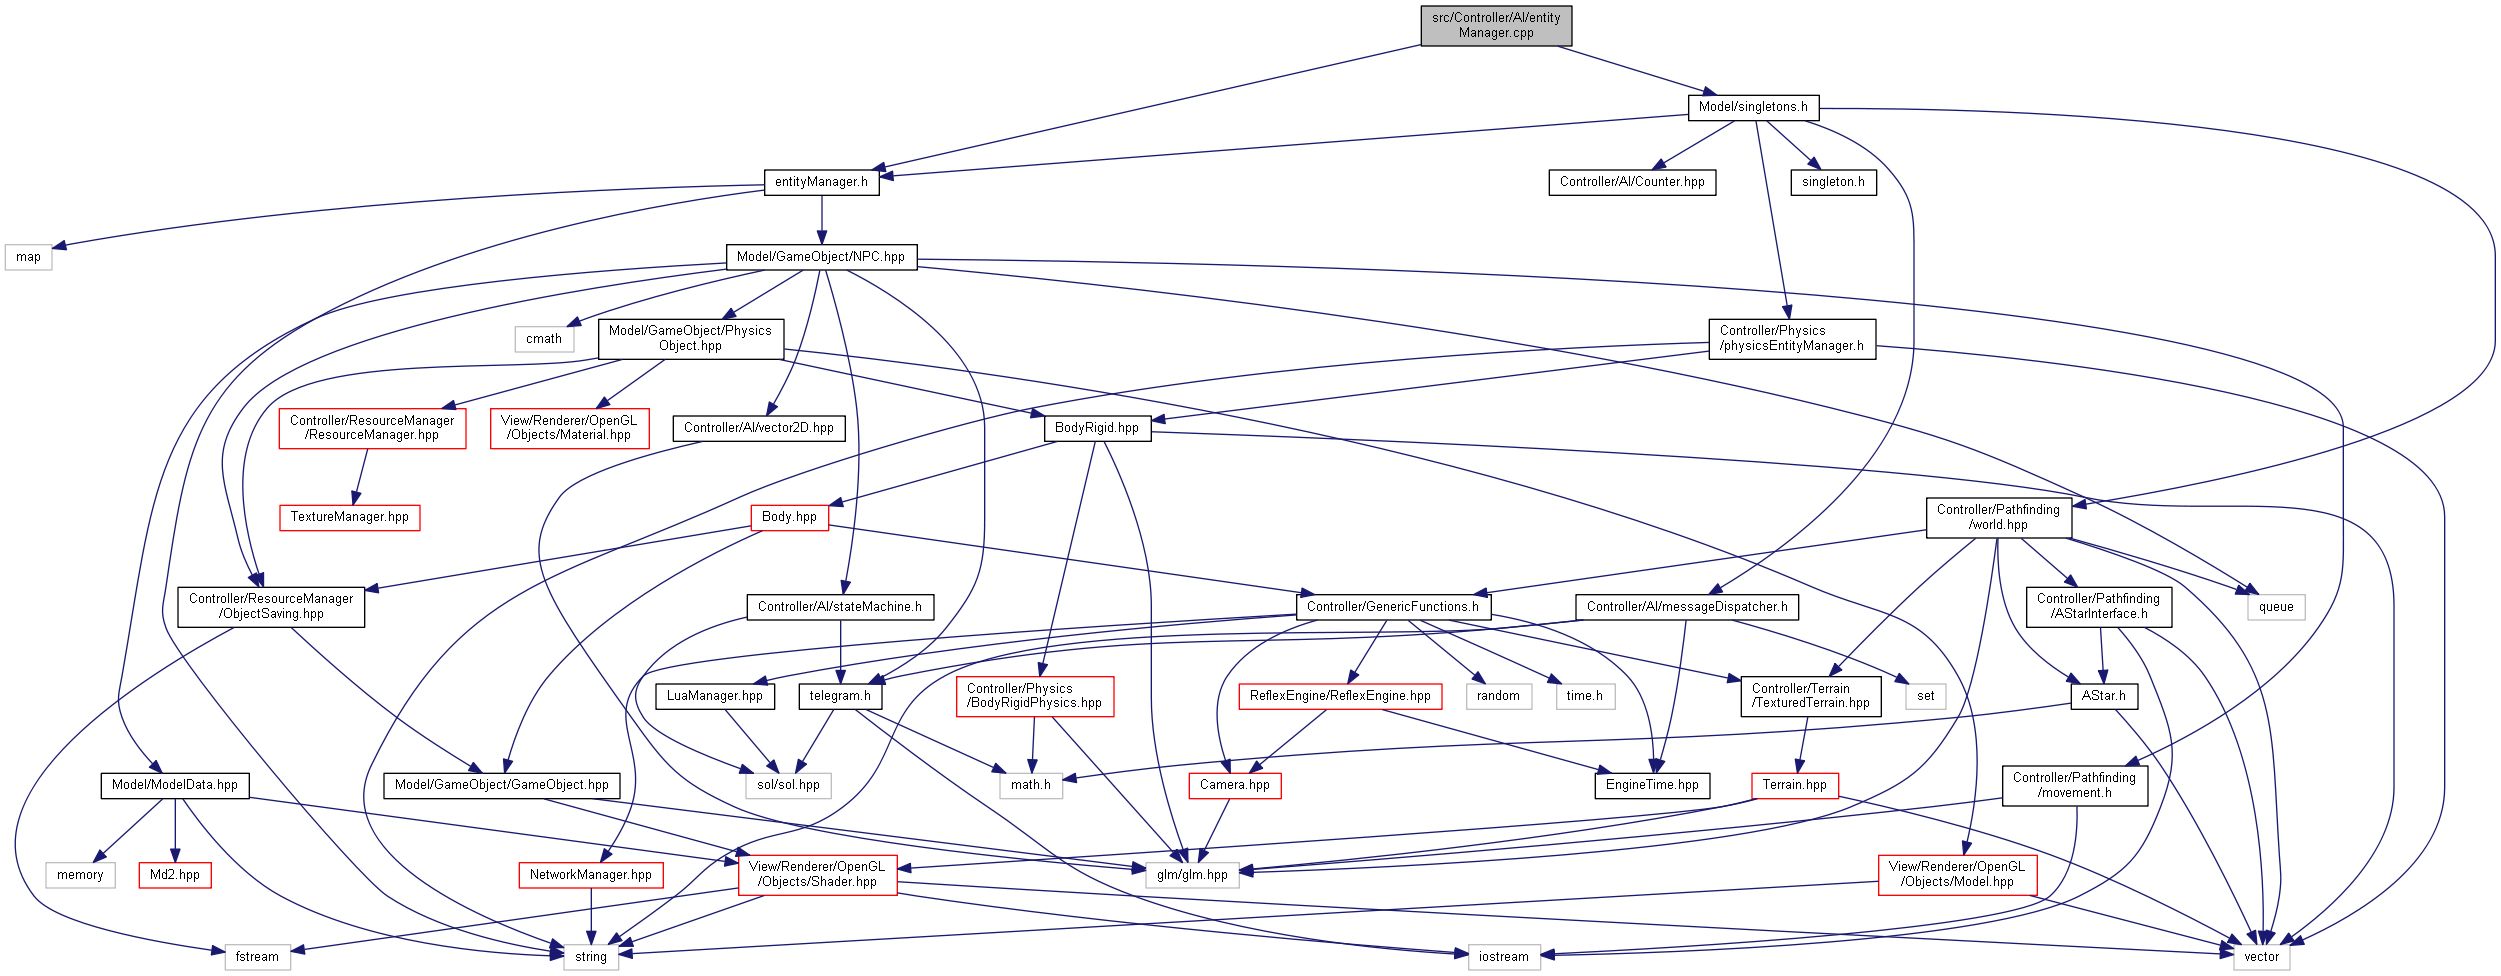 src/Controller/AI/entity
Manager.cpp
Model/singletons.h
entityManager.h
Controller/AI/Counter.hpp
singleton.h
map
Model/GameObject/NPC.hpp
cmath
Model/GameObject/Physics
Object.hpp
Controller/Physics
/physicsEntityManager.h
Controller/ResourceManager
/ResourceManager.hpp
View/Renderer/OpenGL
/Objects/Material.hpp
Controller/AI/vector2D.hpp
BodyRigid.hpp
TextureManager.hpp
Body.hpp
Controller/Pathfinding
/world.hpp
Controller/ResourceManager
/ObjectSaving.hpp
Controller/AI/stateMachine.h
Controller/GenericFunctions.h
Controller/AI/messageDispatcher.h
Controller/Pathfinding
/AStarInterface.h
queue
LuaManager.hpp
telegram.h
Controller/Physics
/BodyRigidPhysics.hpp
ReflexEngine/ReflexEngine.hpp
random
time.h
Controller/Terrain
/TexturedTerrain.hpp
set
AStar.h
Model/ModelData.hpp
Model/GameObject/GameObject.hpp
sol/sol.hpp
math.h
Camera.hpp
EngineTime.hpp
Terrain.hpp
Controller/Pathfinding
/movement.h
memory
Md2.hpp
NetworkManager.hpp
View/Renderer/OpenGL
/Objects/Shader.hpp
glm/glm.hpp
View/Renderer/OpenGL
/Objects/Model.hpp
fstream
string
iostream
vector